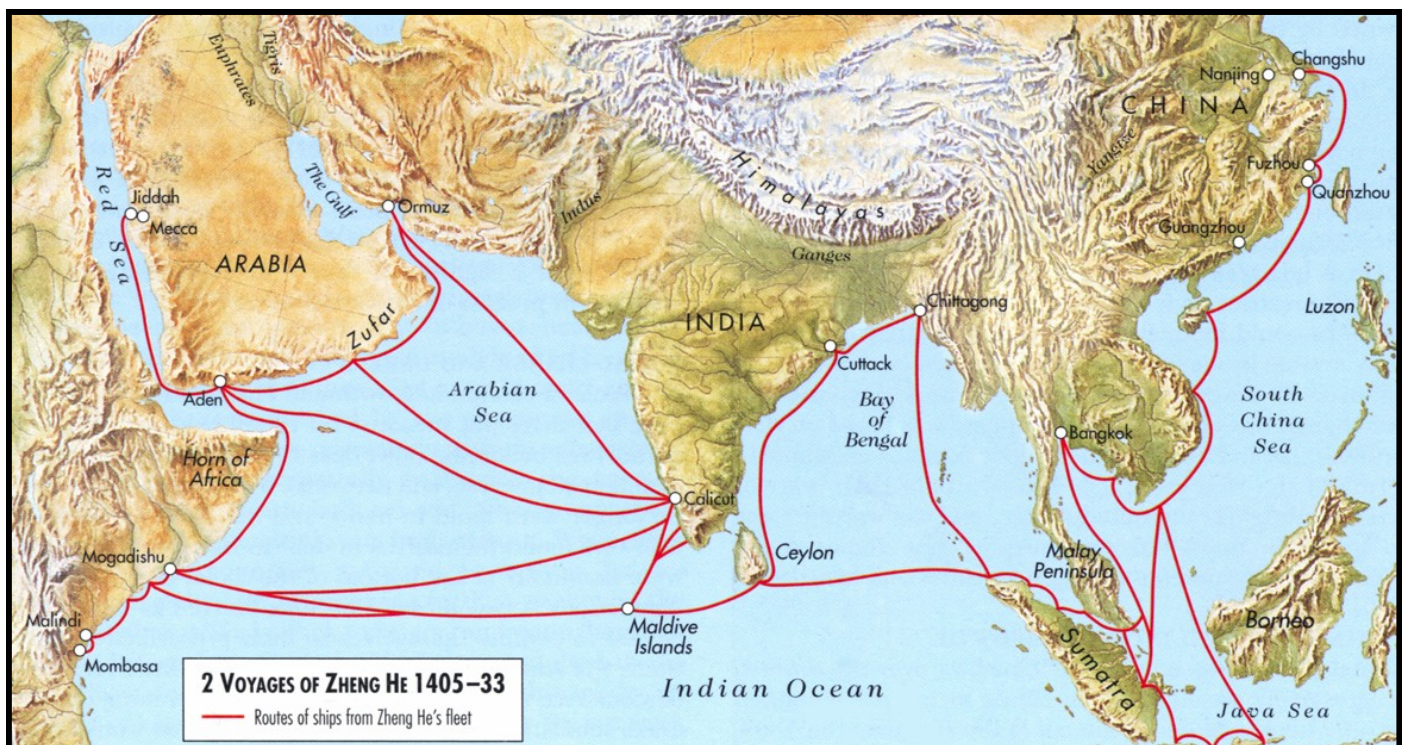 Tigris
Euphrates
Nanjing
Changshu
CHINA
Yangtse
Himalayas
Fuzhou
Quanzhou
The Gulf
Jiddah
Mecca
Red Sea
Ormuz
Indus
Guangzhou
ARABIA
Ganges
Chittagong
Luzon
Zufar
INDIA
Cuttack
Aden
Arabian
Sea
Bay
of
Bengal
South
China
Sea
Bangkok
Horn of
Africa
Calicut
Mogadishu
Ceylon
Malay
Peninsula
Malindi
Maldive
Islands
Borneo
Mombasa
Sumatra
2 VOYAGES OF ZHENG HE 1405–33
Routes of ships from Zheng He's fleet
Indian Ocean
Java Sea